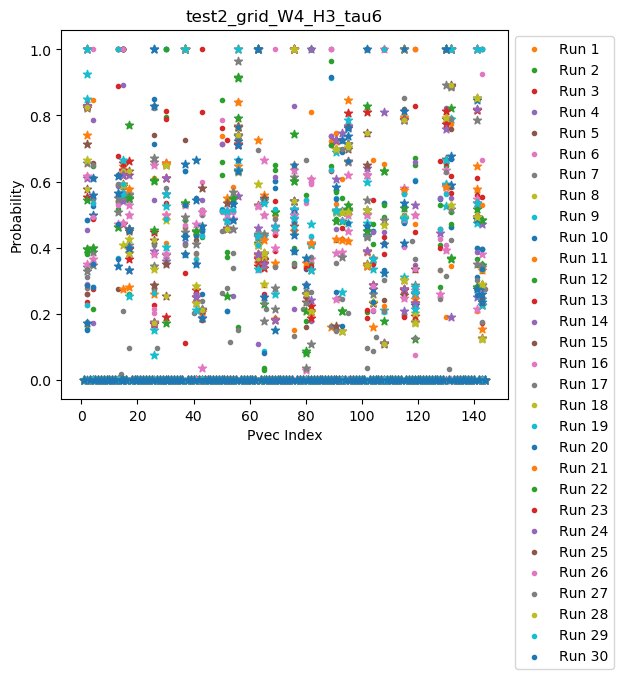 test2_grid_W4_H3_tau6
1.0
0.8
0.6
0.4
0.2
0.0
Probability
0 20 40 60 80 100 120 140
Pvec Index
Run 1
Run 2
Run 3
Run 4
Run 5
Run 6
Run 7
Run 8
Run 9
Run 10
Run 11
Run 12
Run 13
Run 14
Run 15
Run 16
Run 17
Run 18
Run 19
Run 20
Run 21
Run 22
Run 23
Run 24
Run 25
Run 26
Run 27
Run 28
Run 29
Run 30